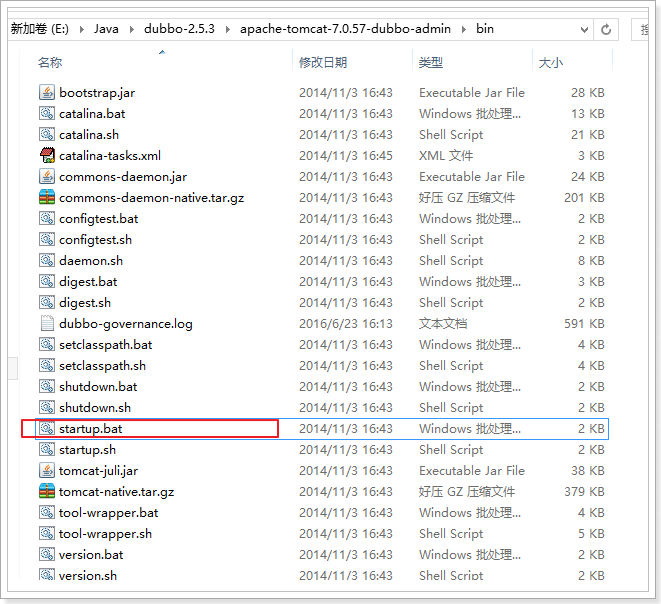 新加卷 (E:) Java dubbo-2.5.3 apache-tomcat-7.0.57-dubbo-admin bin
名称 修改日期 类型 大小
bootstrap.jar 2014/11/3 16:43 Executable Jar File 28 KB
catalina.bat 2014/11/3 16:43 Windows 批处理... 13 KB
catalina.sh 2014/11/3 16:43 Shell Script 21 KB
catalina-tasks.xml 2014/11/3 16:45 XML 文件 3 KB
commons-daemon.jar 2014/11/3 16:43 Executable Jar File 24 KB
commons-daemon-native.tar.gz 2014/11/3 16:43 好压 GZ 压缩文件 201 KB
configtest.bat 2014/11/3 16:43 Windows 批处理... 2 KB
configtest.sh 2014/11/3 16:43 Shell Script 2 KB
daemon.sh 2014/11/3 16:43 Shell Script 8 KB
digest.bat 2014/11/3 16:43 Windows 批处理... 3 KB
digest.sh 2014/11/3 16:43 Shell Script 2 KB
dubbo-governance.log 2016/6/23 16:13 文本文档 591 KB
setclasspath.bat 2014/11/3 16:43 Windows 批处理... 4 KB
setclasspath.sh 2014/11/3 16:43 Shell Script 4 KB
shutdown.bat 2014/11/3 16:43 Windows 批处理... 2 KB
shutdown.sh 2014/11/3 16:43 Shell Script 2 KB
startup.bat 2014/11/3 16:43 Windows 批处理... 2 KB
startup.sh 2014/11/3 16:43 Shell Script 2 KB
tomcat-juli.jar 2014/11/3 16:43 Executable Jar File 38 KB
tomcat-native.tar.gz 2014/11/3 16:43 好压 GZ 压缩文件 379 KB
tool-wrapper.bat 2014/11/3 16:43 Windows 批处理... 4 KB
tool-wrapper.sh 2014/11/3 16:43 Shell Script 5 KB
version.bat 2014/11/3 16:43 Windows 批处理... 2 KB
version.sh 2014/11/3 16:43 Shell Script 2 KB